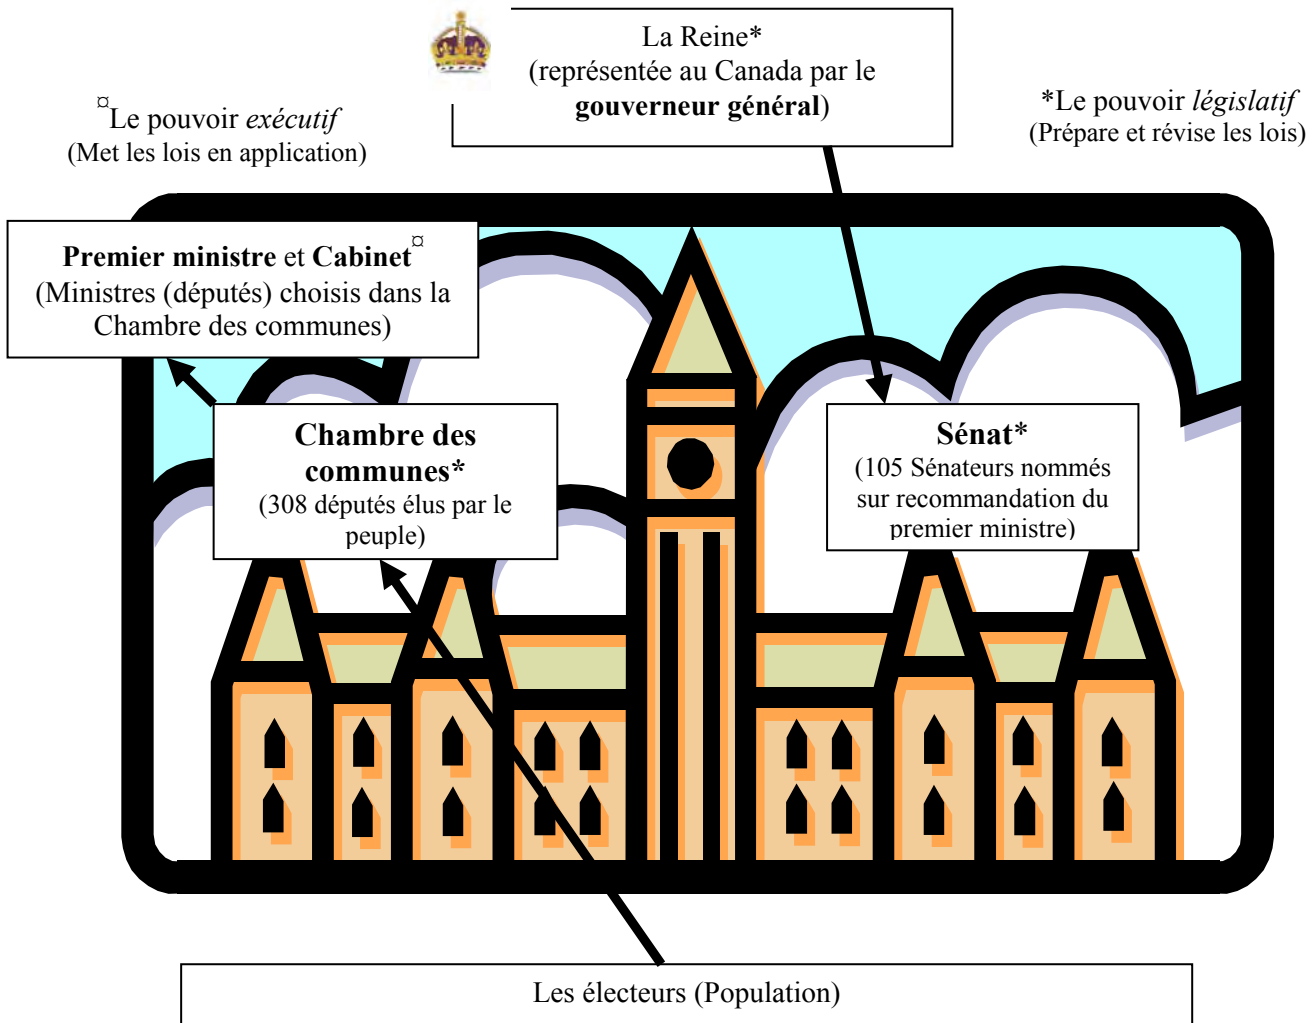 La Reine*
(représentée au Canada par le
gouverneur général)
¤Le pouvoir exécutif
(Met les lois en application)
*Le pouvoir législatif
(Prépare et révise les lois)
Premier ministre et Cabinet¤
(Ministres (députés) choisis dans la
Chambre des communes)
Chambre des
communes*
(308 députés élus par le
peuple)
Sénat*
(105 Sénateurs nommés
sur recommandation du
premier ministre)
Les électeurs (Population)